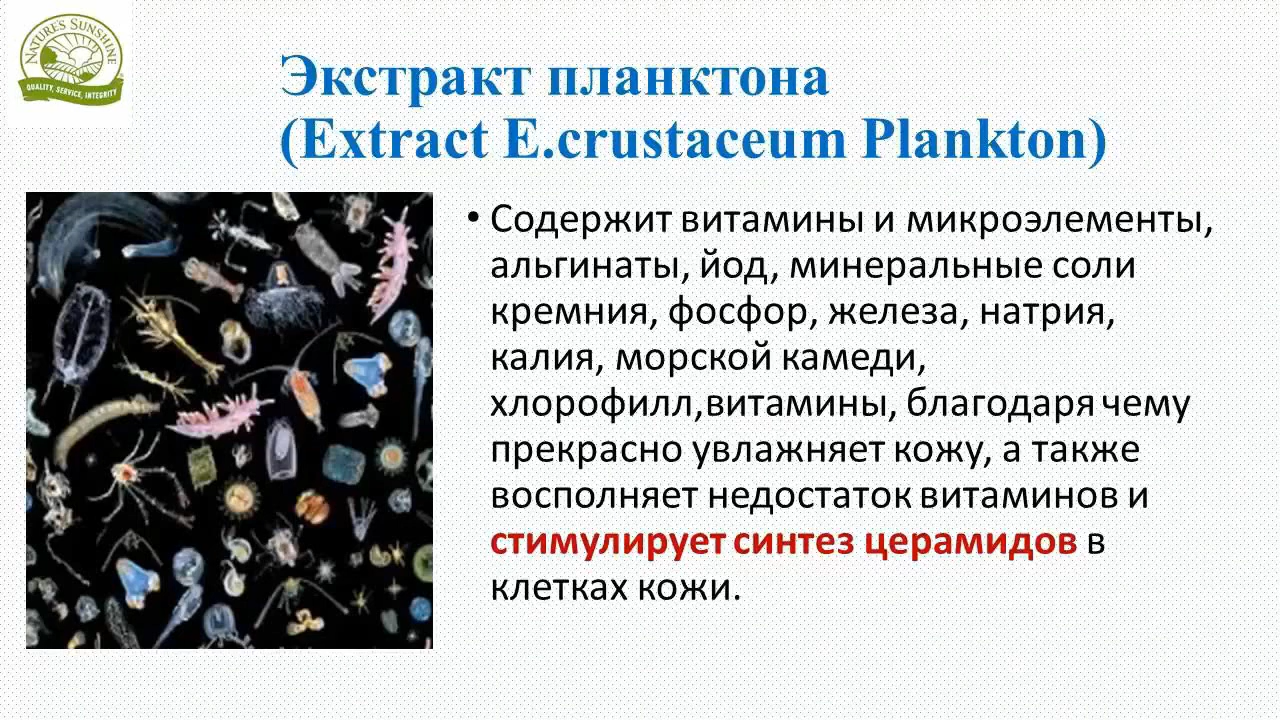 NATURE'S SUNSHINE
QUALITY, SERVICE, INTEGRITY
Экстракт планктона
(Extract E.crustaceum Plankton)
• Содержит витамины и микроэлементы,
альгинаты, йод, минеральные соли
кремния, фосфор, железа, натрия,
калия, морской камеди,
хлорофилл,витамины, благодаря чему
прекрасно увлажняет кожу, а также
восполняет недостаток витаминов и
стимулирует синтез церамидов в
клетках кожи.